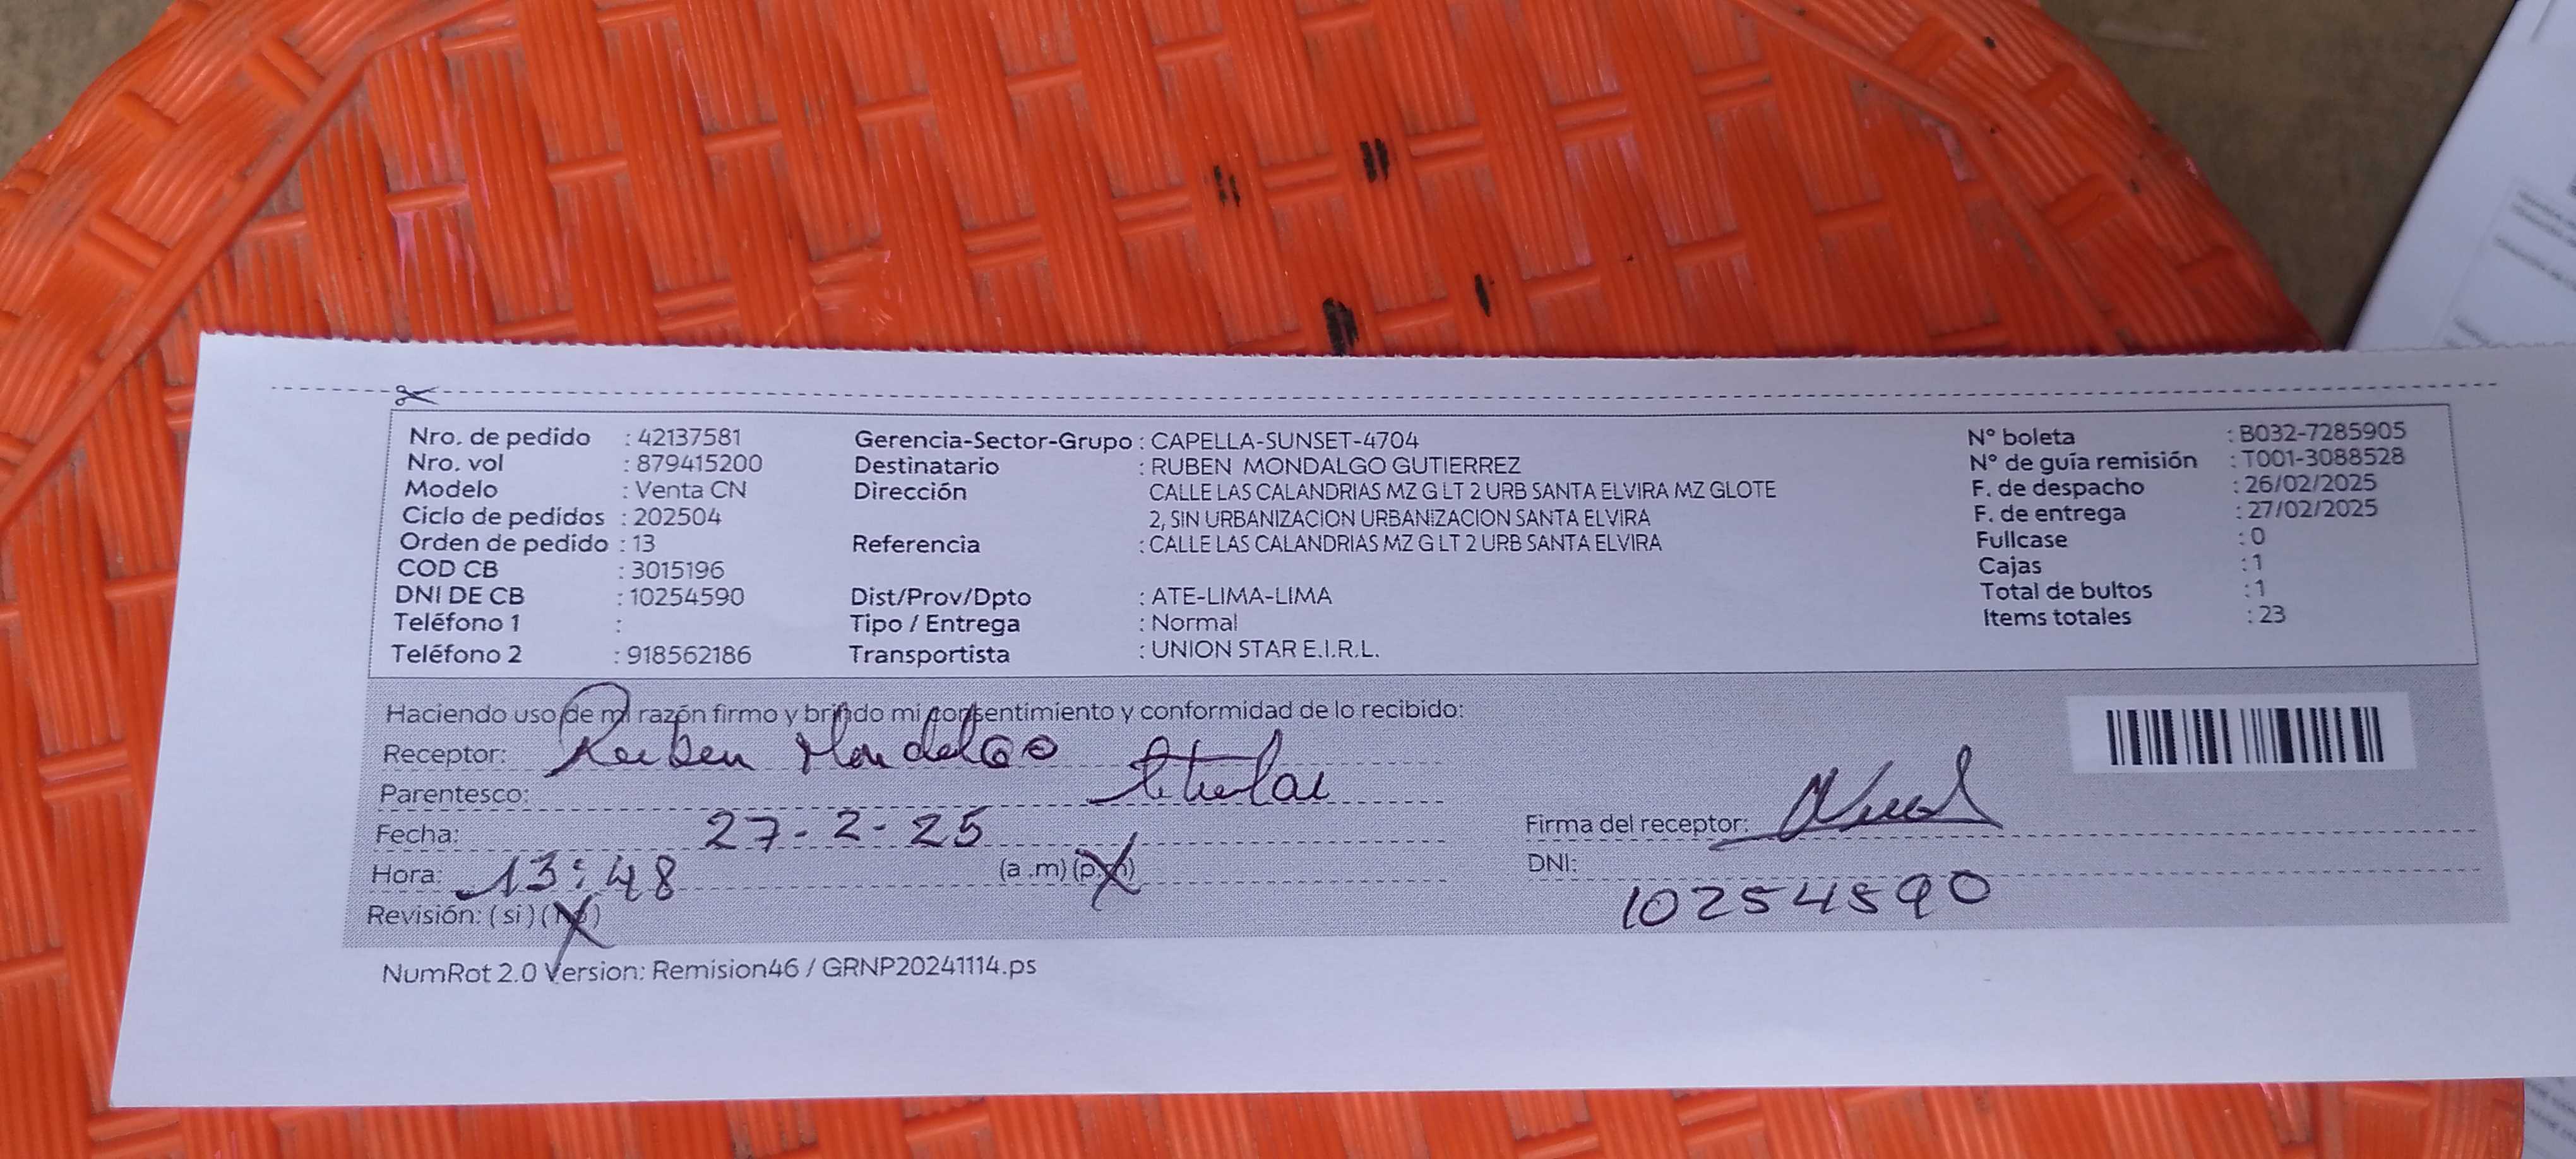 Nro. de pedido : 42137581
Nro. vol : 879415200
Modelo : Venta CN
Ciclo de pedidos : 202504
Orden de pedido : 13
COD CB : 3015196
DNI DE CB : 10254590
Teléfono 1 :
Teléfono 2 : 918562186
Gerencia-Sector-Grupo : CAPELLA-SUNSET-4704
Destinatario : RUBEN MONDALGO GUTIERREZ
Dirección CALLE LAS CALANDRIAS MZ G LT 2 URB SANTA ELVIRA MZ GLOTE
2, SIN URBANIZACION URBANIZACION SANTA ELVIRA
Referencia : CALLE LAS CALANDRIAS MZ G LT 2 URB SANTA ELVIRA
Dist/Prov/Dpto : ATE-LIMA-LIMA
Tipo / Entrega : Normal
Transportista : UNION STAR E.I.R.L.
N° boleta : B032-7285905
N° de guía remisión : T001-3088528
F. de despacho : 26/02/2025
F. de entrega : 27/02/2025
Fullcase : 0
Cajas : 1
Total de bultos : 1
Items totales : 23
Haciendo uso de mi razón firmo y brindo mi consentimiento y conformidad de lo recibido:
Receptor: Ruben Mondalgo
Parentesco: titular
Fecha: 27-2-25
Hora: 13:48 (a.m) (p.m)
Revisión: (si) (no)
Firma del receptor:
DNI: 10254590
NumRot 2.0 Version: Remision46 / GRNP20241114.ps